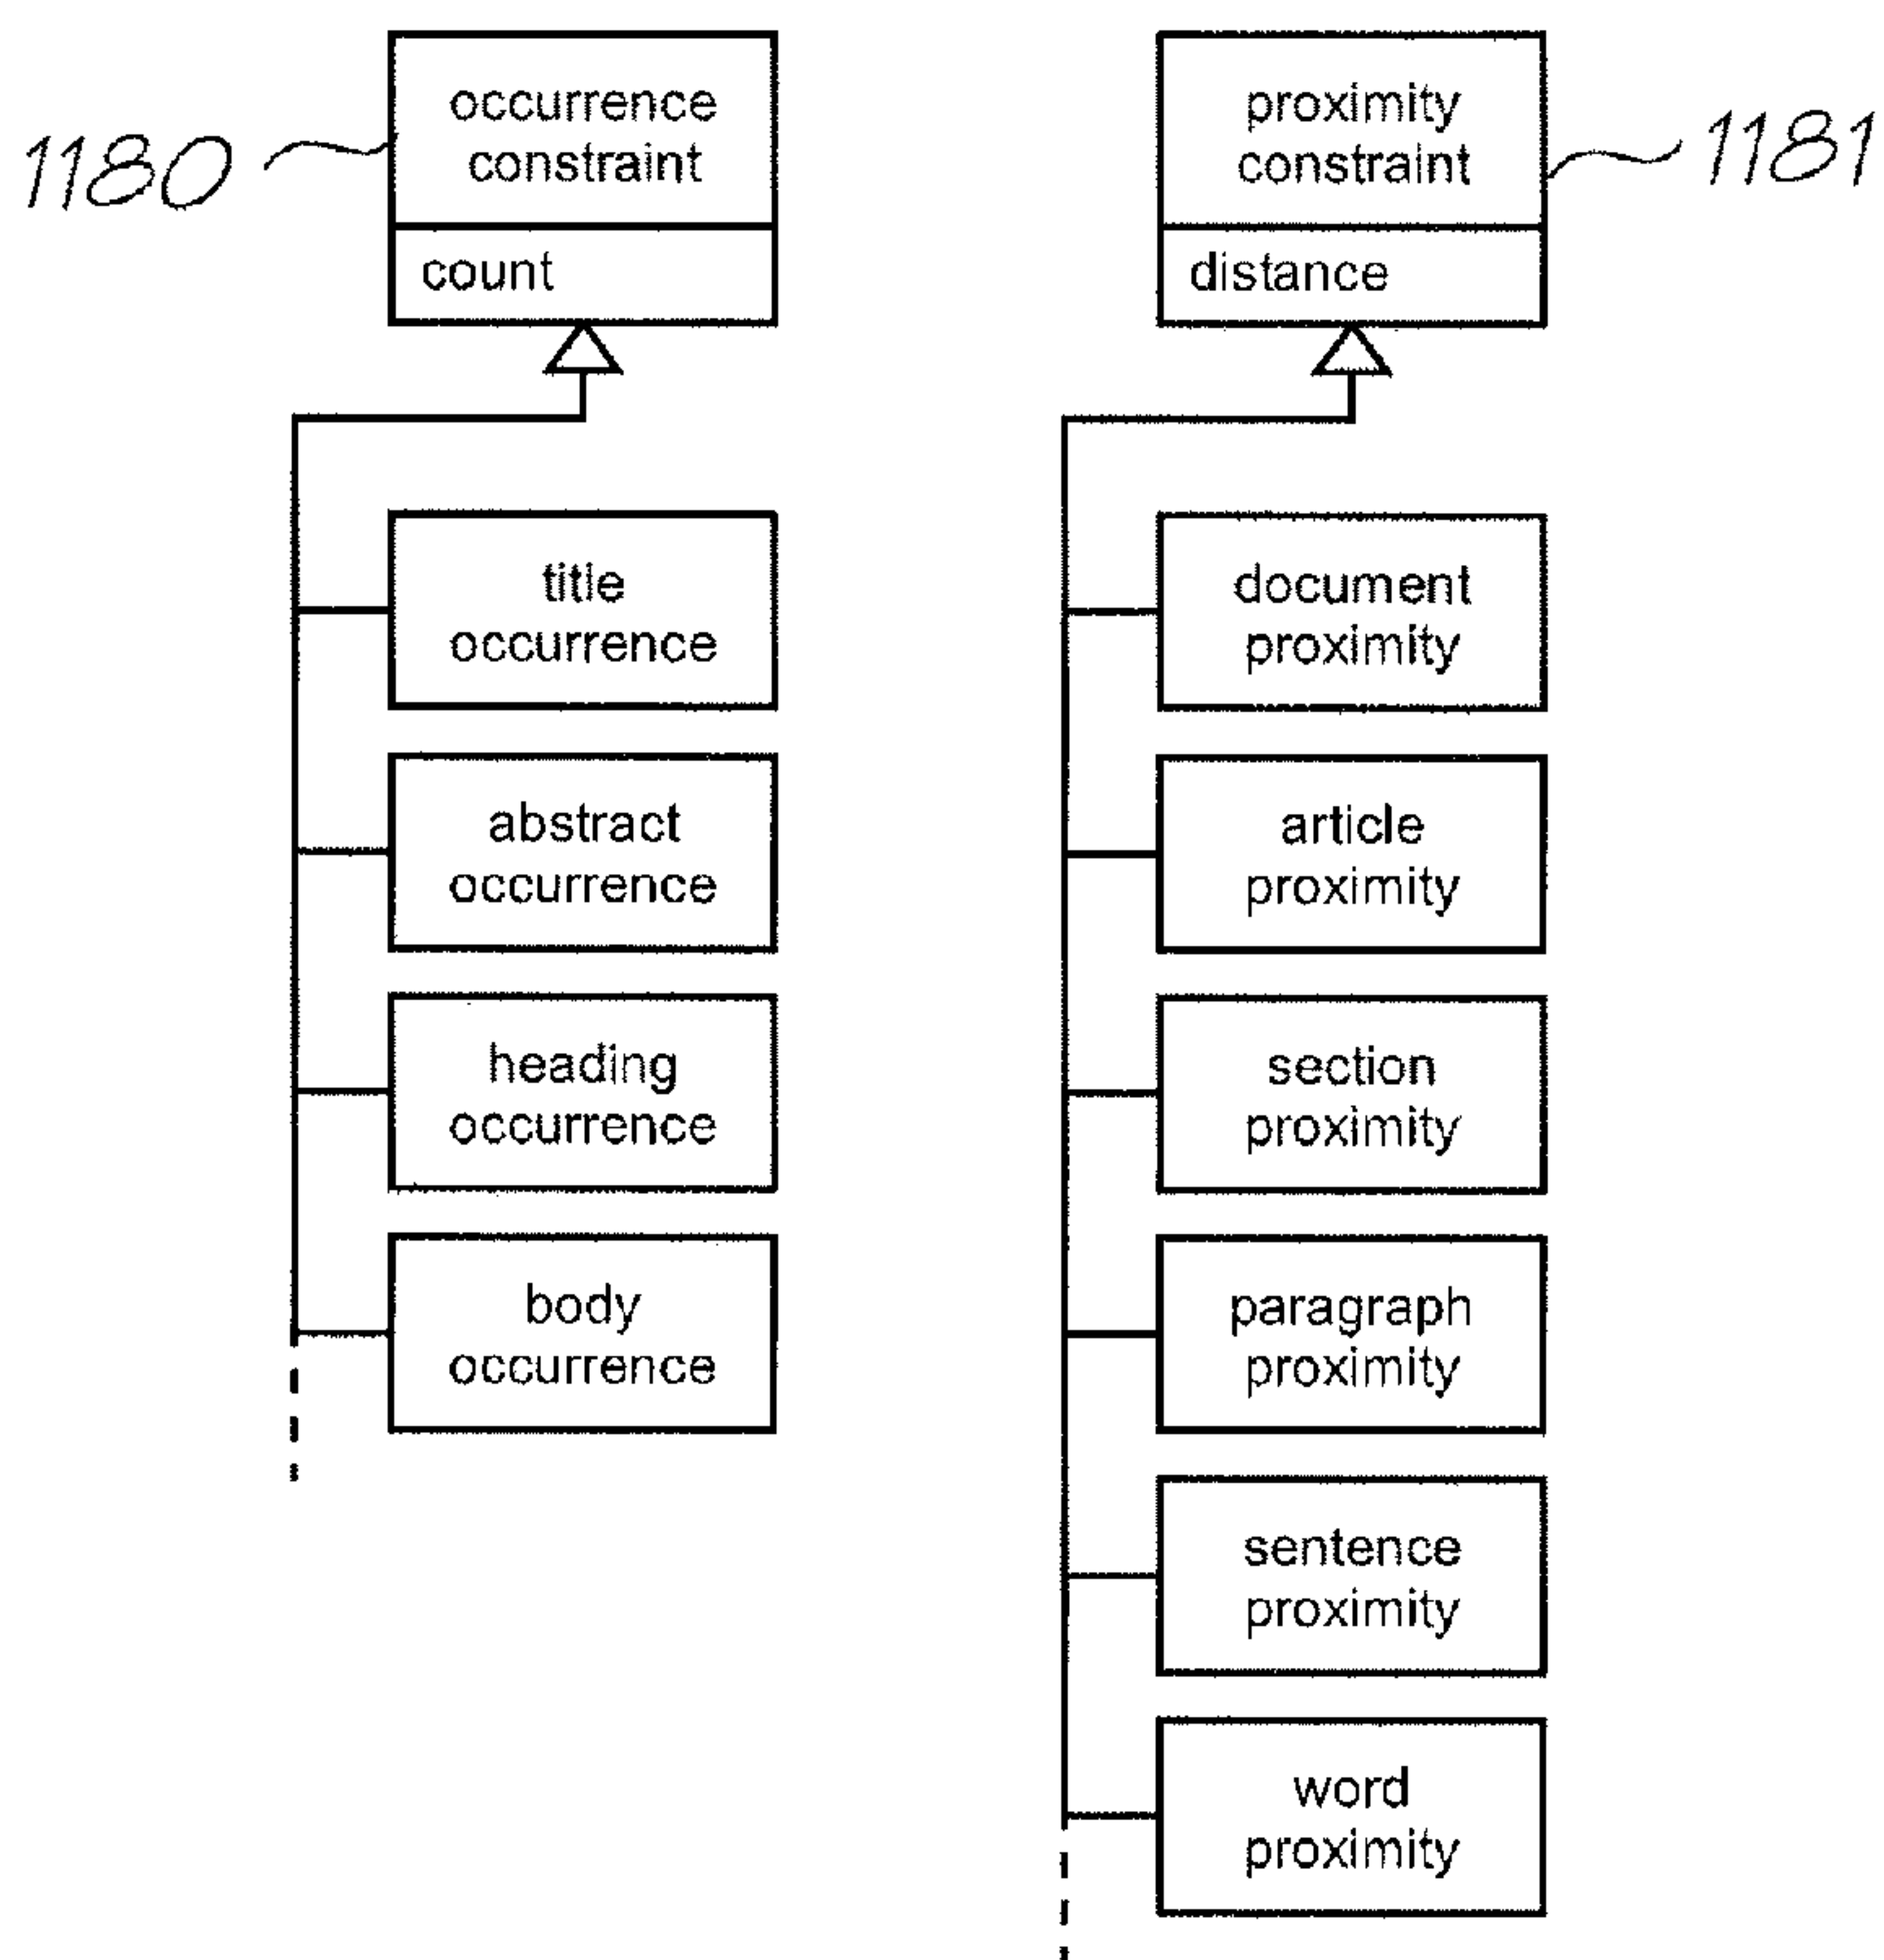 1180
occurrence
constraint
count
title
occurrence
abstract
occurrence
heading
occurrence
body
occurrence
proximity
constraint
1181
distance
document
proximity
article
proximity
section
proximity
paragraph
proximity
sentence
proximity
word
proximity